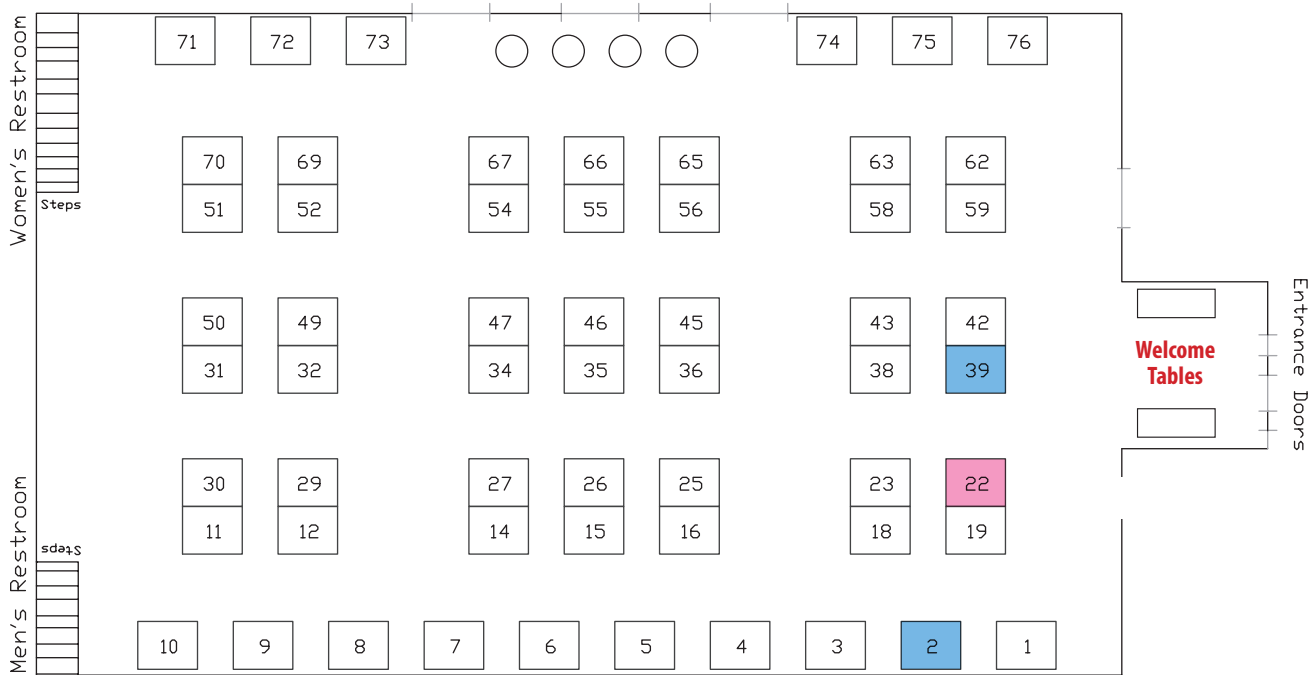 Women's Restroom
71 72 73 74 75 76
70 69 67 66 65 63 62
51 52 54 55 56 58 59
Steps
50 49 47 46 45 43 42
31 32 34 35 36 38 39
Welcome
Tables
Entrance Doors
30 29 27 26 25 23 22
11 12 14 15 16 18 19
Steps
Men's Restroom
10 9 8 7 6 5 4 3 2 1